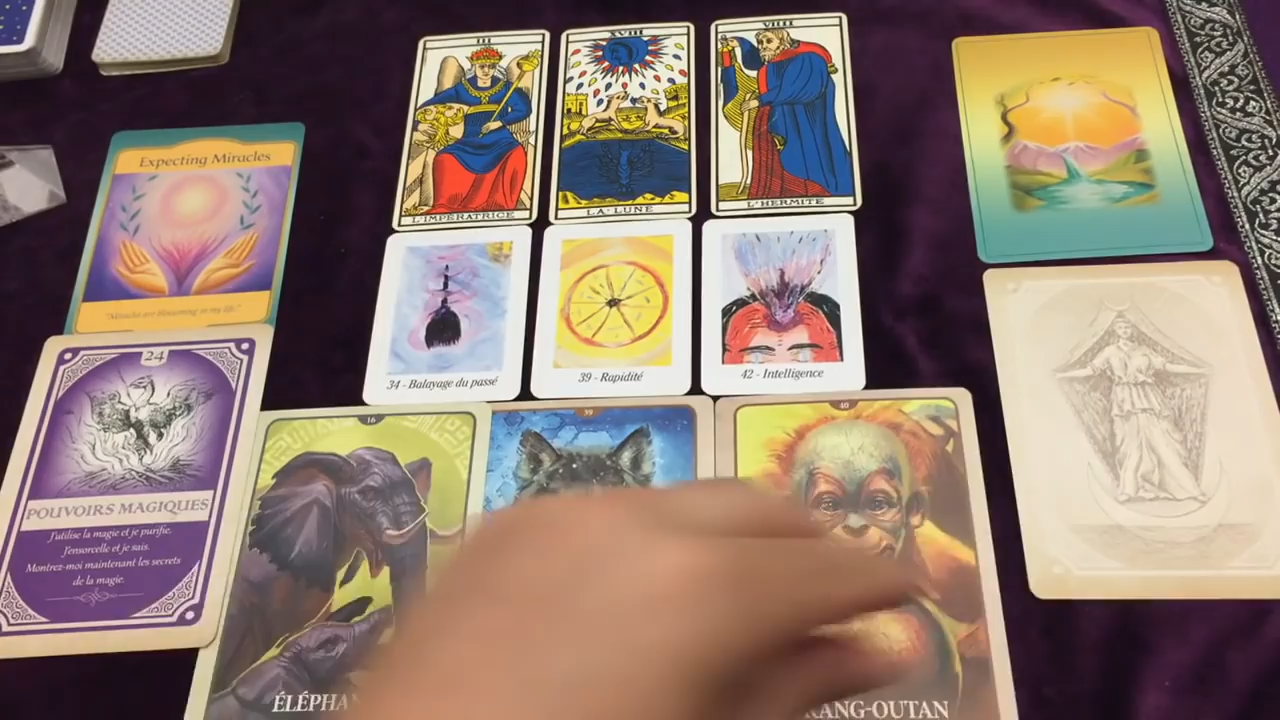 III
L'IMPÉRATRICE
XVIII
LA·LUNE
VIIII
L'HERMITE
Expecting Miracles
"Miracles are blossoming in my life."
34 - Balayage du passé
39 - Rapidité
42 - Intelligence
24
POUVOIRS MAGIQUES
J'utilise la magie et je purifie.
J'ensorcelle et je sais.
Montrez-moi maintenant les secrets
de la magie.
16
39
40
ÉLÉPHA
RANG-OUTAN